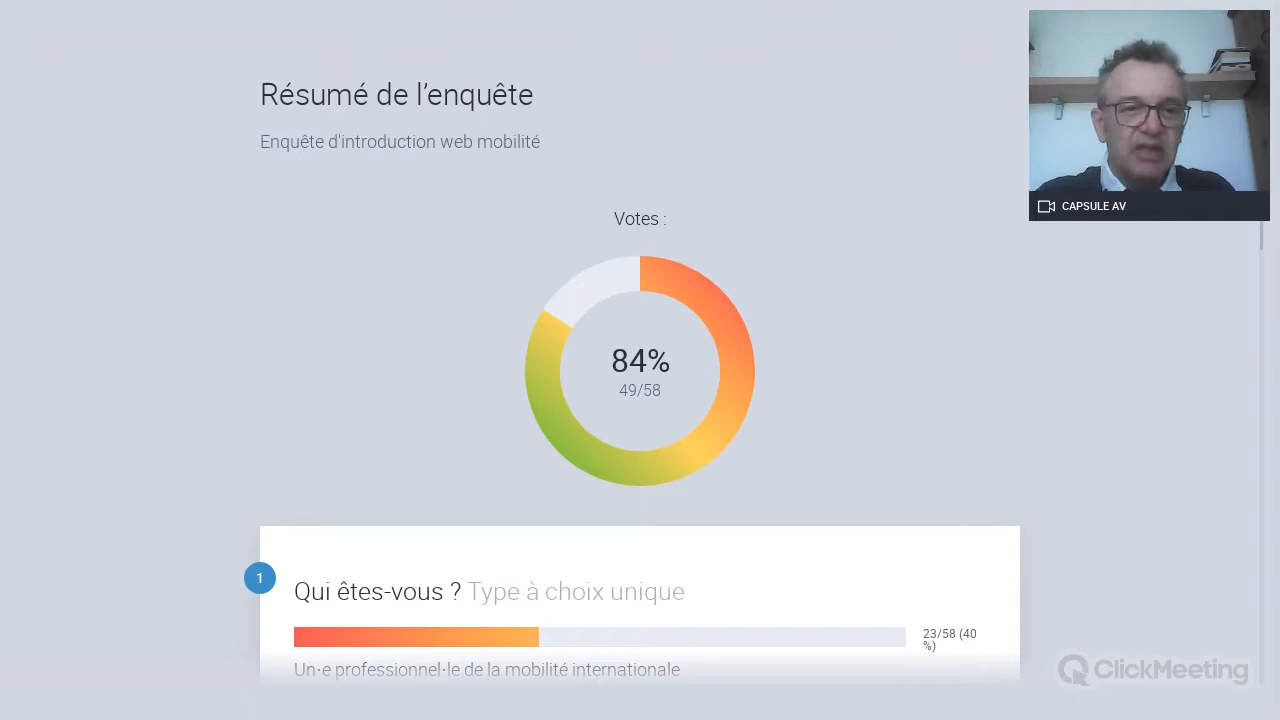 Résumé de l’enquête
Enquête d'introduction web mobilité
CAPSULE AV
Votes :
84%
49/58
1
Qui êtes-vous ? Type à choix unique
23/58 (40
%)
Un·e professionnel·le de la mobilité internationale
ClickMeeting